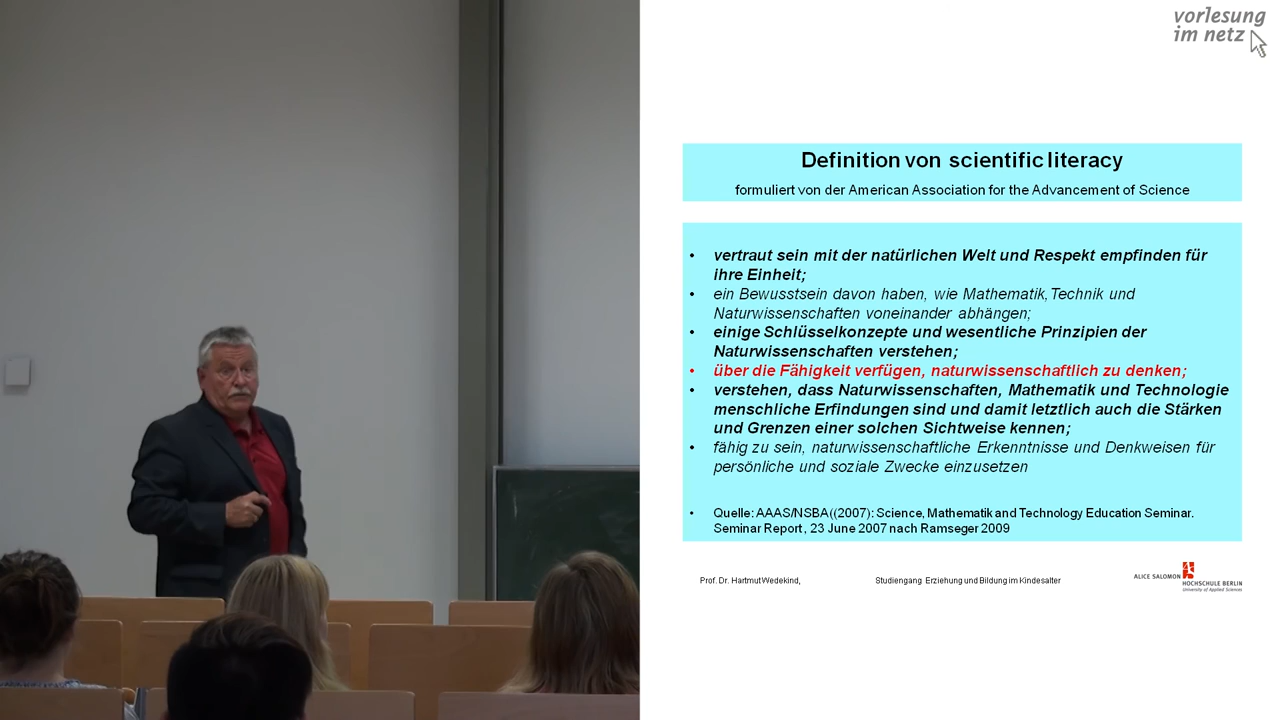 vorlesung
im netz
Definition von scientific literacy
formuliert von der American Association for the Advancement of Science
• vertraut sein mit der natürlichen Welt und Respekt empfinden für
ihre Einheit;
• ein Bewusstsein davon haben, wie Mathematik, Technik und
Naturwissenschaften voneinander abhängen;
• einige Schlüsselkonzepte und wesentliche Prinzipien der
Naturwissenschaften verstehen;
• über die Fähigkeit verfügen, naturwissenschaftlich zu denken;
• verstehen, dass Naturwissenschaften, Mathematik und Technologie
menschliche Erfindungen sind und damit letztlich auch die Stärken
und Grenzen einer solchen Sichtweise kennen;
• fähig zu sein, naturwissenschaftliche Erkenntnisse und Denkweisen für
persönliche und soziale Zwecke einzusetzen
• Quelle: AAAS/NSBA((2007): Science, Mathematik and Technology Education Seminar.
Seminar Report, 23 June 2007 nach Ramseger 2009
Prof. Dr. Hartmut Wedekind,
Studiengang Erziehung und Bildung im Kindesalter
ALICE SALOMON
HOCHSCHULE BERLIN
University of Applied Sciences